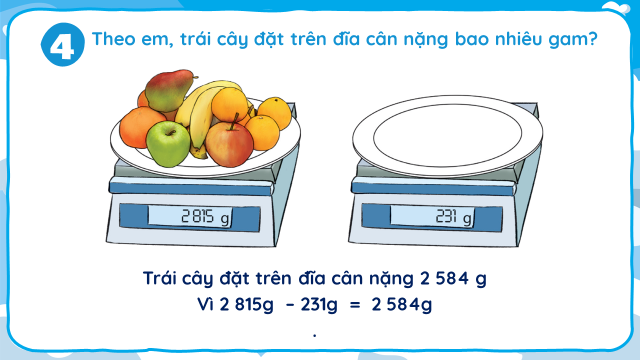 4 Theo em, trái cây đặt trên đĩa cân nặng bao nhiêu gam?
2 815 g
231 g
Trái cây đặt trên đĩa cân nặng 2 584 g
Vì 2 815g - 231g = 2 584g
.